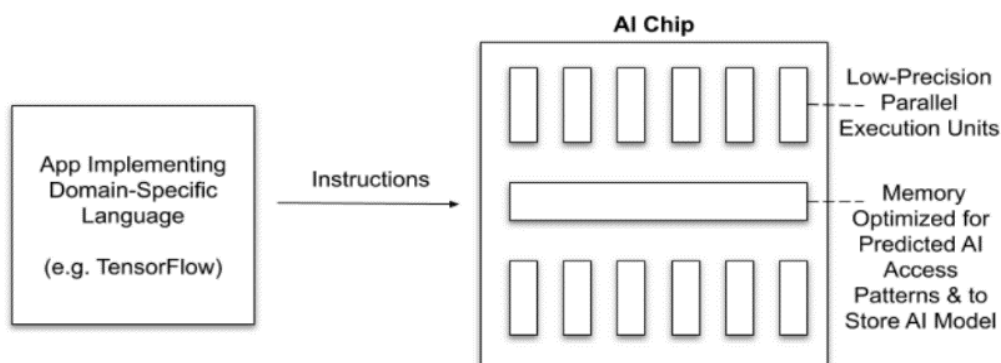 AI Chip
App Implementing
Domain-Specific
Language
(e.g. TensorFlow)
Instructions
Low-Precision
Parallel
Execution Units
Memory
Optimized for
Predicted AI
Access
Patterns & to
Store AI Model